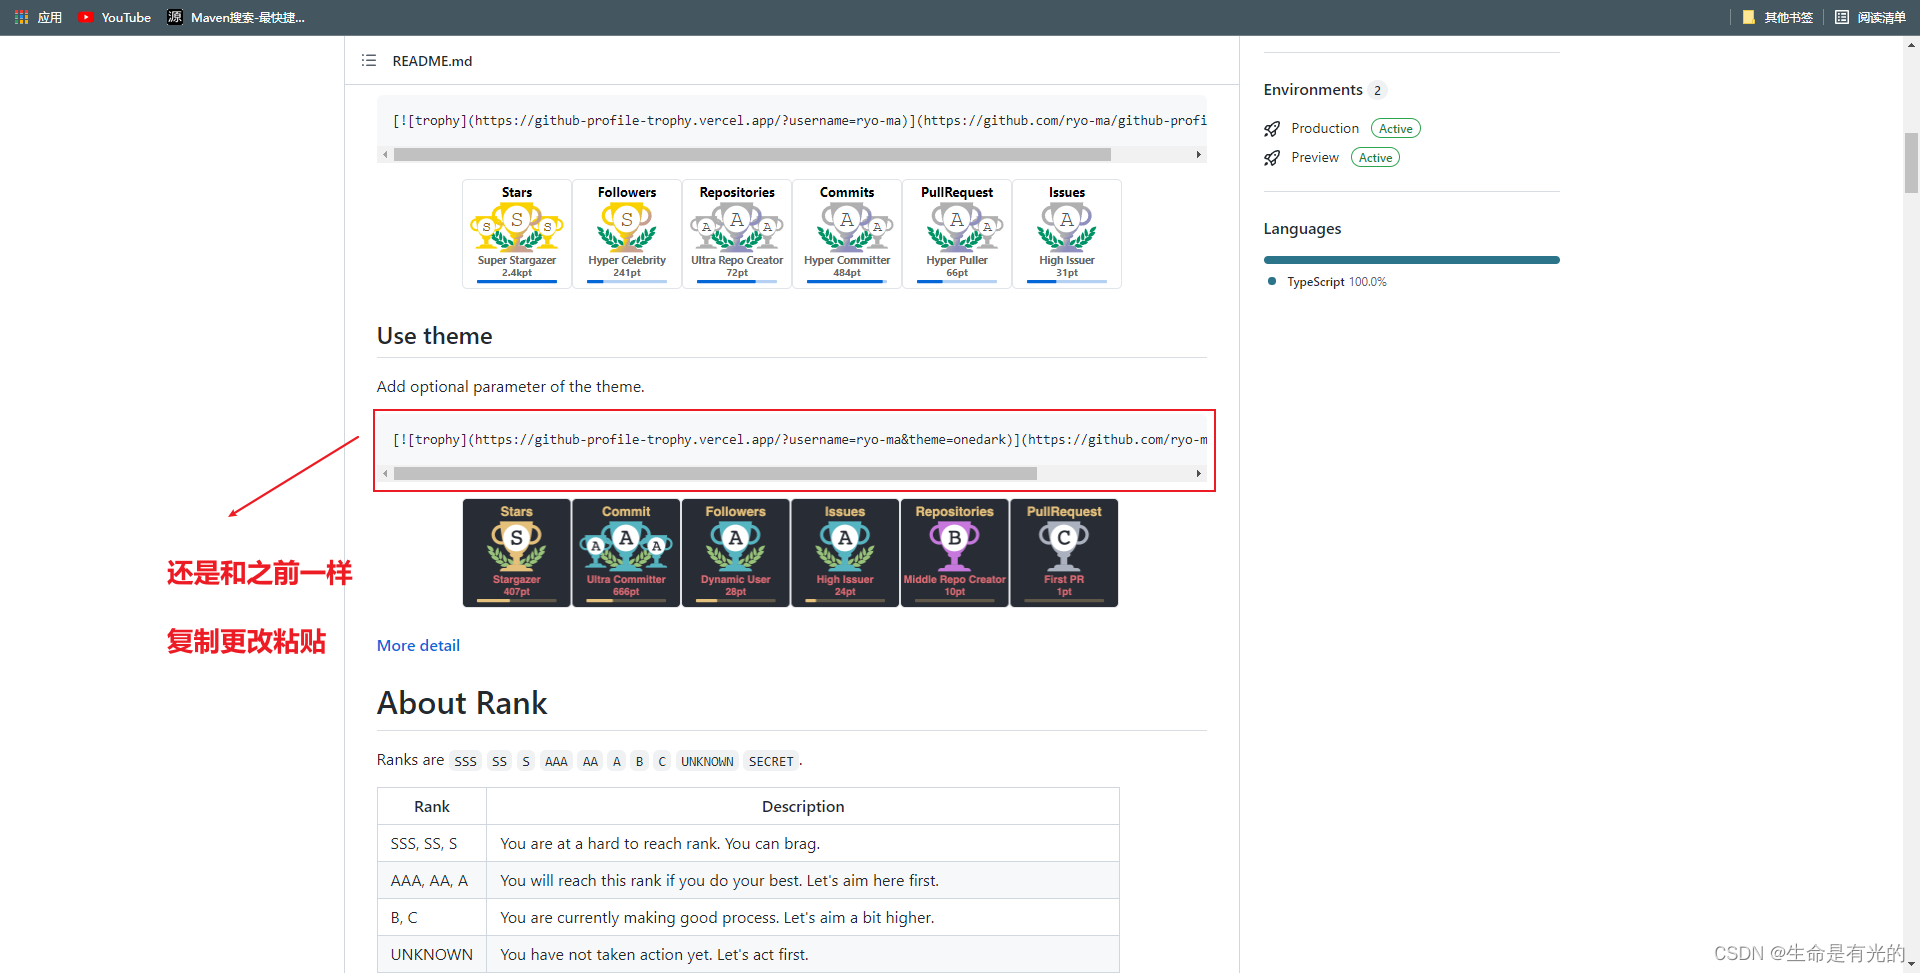 应用 YouTube 源 Maven搜索-最快捷... 其他书签 阅读清单
README.md
[![trophy](https://github-profile-trophy.vercel.app/?username=ryo-ma)](https://github.com/ryo-ma/github-profi
Stars Followers Repositories Commits PullRequest Issues
S S S S A A A A A A A A
Super Stargazer Hyper Celebrity Ultra Repo Creator Hyper Committer Hyper Puller High Issuer
2.4kpt 241pt 72pt 484pt 66pt 31pt
Use theme
Add optional parameter of the theme.
[![trophy](https://github-profile-trophy.vercel.app/?username=ryo-ma&theme=onedark)](https://github.com/ryo-m
Stars Commit Followers Issues Repositories PullRequest
S A A A A A B C
Stargazer Ultra Committer Dynamic User High Issuer Middle Repo Creator First PR
407pt 666pt 28pt 24pt 10pt 1pt
还是和之前一样
复制更改粘贴
More detail
About Rank
Ranks are SSS SS S AAA AA A B C UNKNOWN SECRET .
Rank Description
SSS, SS, S You are at a hard to reach rank. You can brag.
AAA, AA, A You will reach this rank if you do your best. Let's aim here first.
B, C You are currently making good process. Let's aim a bit higher.
UNKNOWN You have not taken action yet. Let's act first.
Environments 2
Production Active
Preview Active
Languages
TypeScript 100.0%
CSDN @生命是有光的